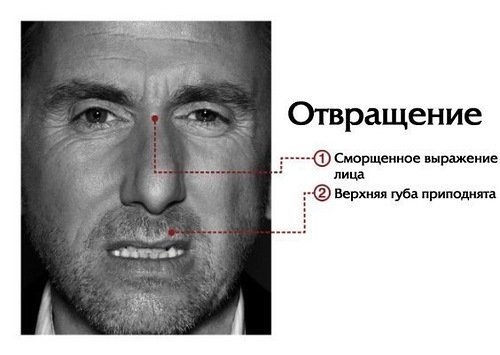 Отвращение
1 Сморщенное выражение
лица
2 Верхняя губа приподнята